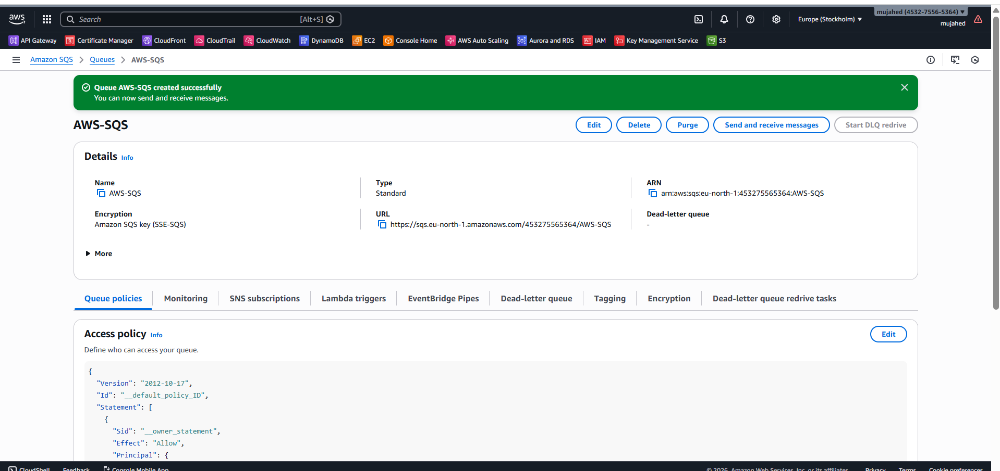 aws
Search [Alt+S]
Europe (Stockholm)
mujahed (4532-7556-5364)
mujahed
API Gateway Certificate Manager CloudFront CloudTrail CloudWatch DynamoDB EC2 Console Home AWS Auto Scaling Aurora and RDS IAM Key Management Service S3
Amazon SQS > Queues > AWS-SQS
Queue AWS-SQS created successfully
You can now send and receive messages.
AWS-SQS
Edit Delete Purge Send and receive messages Start DLQ redrive
Details Info
Name
AWS-SQS
Type
Standard
ARN
arn:aws:sqs:eu-north-1:453275565364:AWS-SQS
Encryption
Amazon SQS key (SSE-SQS)
URL
https://sqs.eu-north-1.amazonaws.com/453275565364/AWS-SQS
Dead-letter queue
-
More
Queue policies Monitoring SNS subscriptions Lambda triggers EventBridge Pipes Dead-letter queue Tagging Encryption Dead-letter queue redrive tasks
Access policy Info
Edit
Define who can access your queue.
{
"Version": "2012-10-17",
"Id": "__default_policy_ID",
"Statement": [
{
"Sid": "__owner_statement",
"Effect": "Allow",
"Principal": {
CloudShell Feedback Console Mobile App © 2026, Amazon Web Services, Inc. or its affiliates. Privacy Terms Cookie preferences